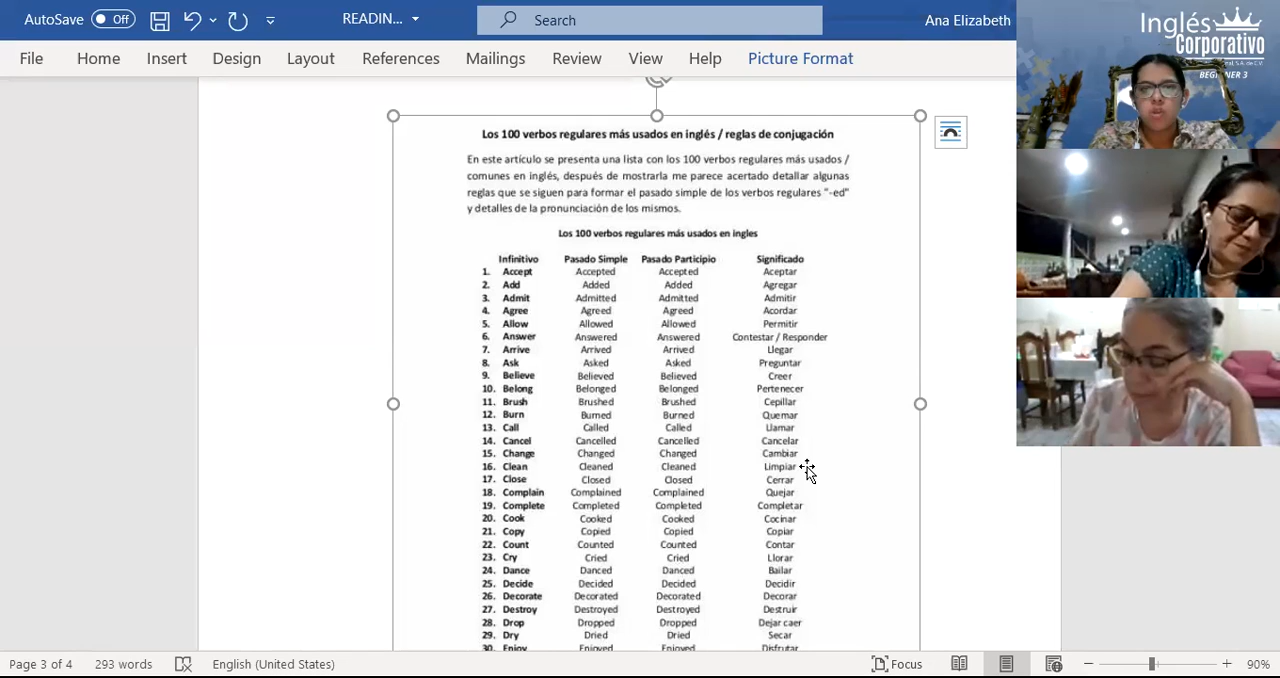 AutoSave Off READIN... Search Ana Elizabeth
File Home Insert Design Layout References Mailings Review View Help Picture Format
Inglés
Corporativo
BEGINNER 3
Los 100 verbos regulares más usados en inglés / reglas de conjugación
En este artículo se presenta una lista con los 100 verbos regulares más usados /
comunes en inglés, después de mostrarla me parece acertado detallar algunas
reglas que se siguen para formar el pasado simple de los verbos regulares "-ed"
y detalles de la pronunciación de los mismos.
Los 100 verbos regulares más usados en ingles
Infinitivo Pasado Simple Pasado Participio Significado
1. Accept Accepted Accepted Aceptar
2. Add Added Added Agregar
3. Admit Admitted Admitted Admitir
4. Agree Agreed Agreed Acordar
5. Allow Allowed Allowed Permitir
6. Answer Answered Answered Contestar / Responder
7. Arrive Arrived Arrived Llegar
8. Ask Asked Asked Preguntar
9. Believe Believed Believed Creer
10. Belong Belonged Belonged Pertenecer
11. Brush Brushed Brushed Cepillar
12. Burn Burned Burned Quemar
13. Call Called Called Llamar
14. Cancel Cancelled Cancelled Cancelar
15. Change Changed Changed Cambiar
16. Clean Cleaned Cleaned Limpiar
17. Close Closed Closed Cerrar
18. Complain Complained Complained Quejar
19. Complete Completed Completed Completar
20. Cook Cooked Cooked Cocinar
21. Copy Copied Copied Copiar
22. Count Counted Counted Contar
23. Cry Cried Cried Llorar
24. Dance Danced Danced Bailar
25. Decide Decided Decided Decidir
26. Decorate Decorated Decorated Decorar
27. Destroy Destroyed Destroyed Destruir
28. Drop Dropped Dropped Dejar caer
29. Dry Dried Dried Secar
30. Enjoy Enjoyed Enjoyed Disfrutar
Page 3 of 4 293 words English (United States) Focus 90%